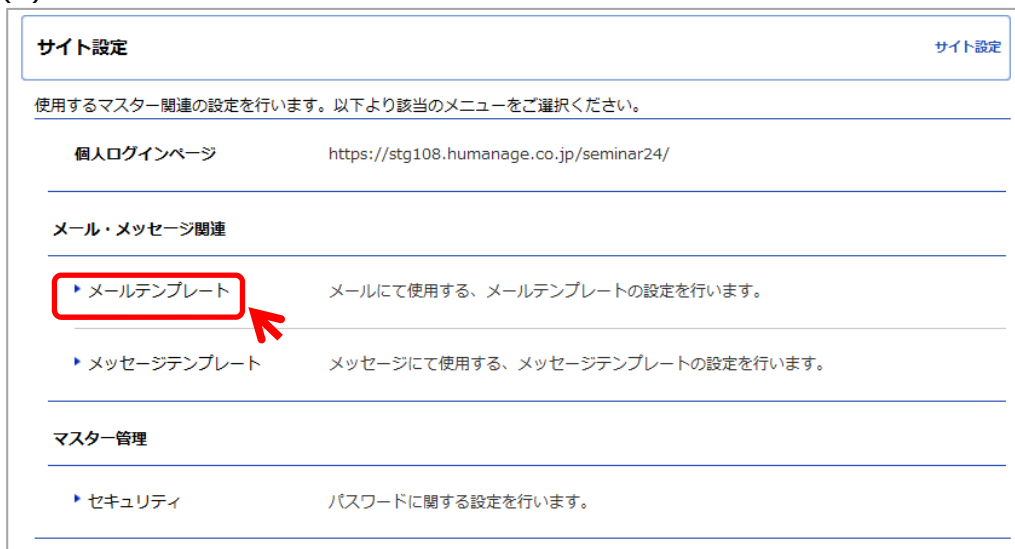 サイト設定
サイト設定
使用するマスター関連の設定を行います。以下より該当のメニューをご選択ください。
個人ログインページ https://stg108.humanage.co.jp/seminar24/
メール・メッセージ関連
メールテンプレート メールにて使用する、メールテンプレートの設定を行います。
メッセージテンプレート メッセージにて使用する、メッセージテンプレートの設定を行います。
マスター管理
セキュリティ パスワードに関する設定を行います。